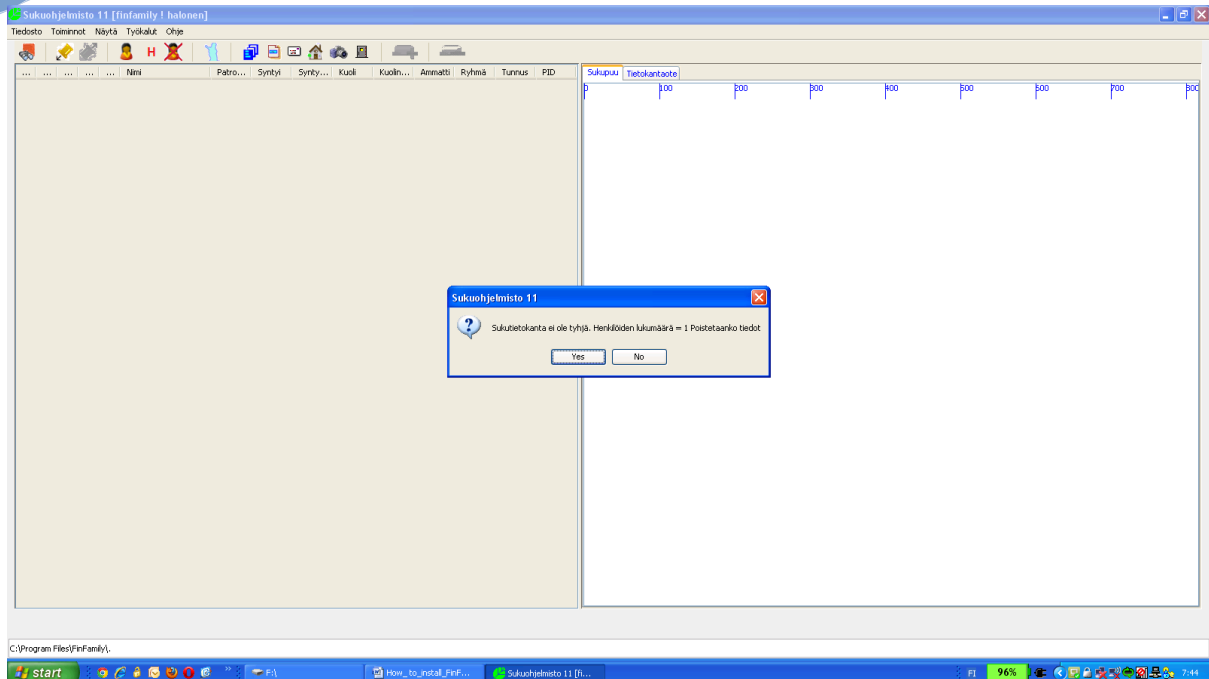 Sukuohjelmisto 11 [finfamily ! halonen]
Tiedosto Toiminnot Näytä Työkalut Ohje
H
... ... ... ... ... Nimi Patro... Syntyi Synty... Kuoli Kuolin... Ammatti Ryhmä Tunnus PID
Sukupuu Tietokantaote
0 100 200 300 400 500 600 700 800
Sukuohjelmisto 11
Sukutietokanta ei ole tyhjä. Henkilöiden lukumäärä = 1 Poistetaanko tiedot
Yes No
C:\Program Files\FinFamily\.
start F:\ How_to_install_FinF... Sukuohjelmisto 11 [fi... FI 96% 7:44